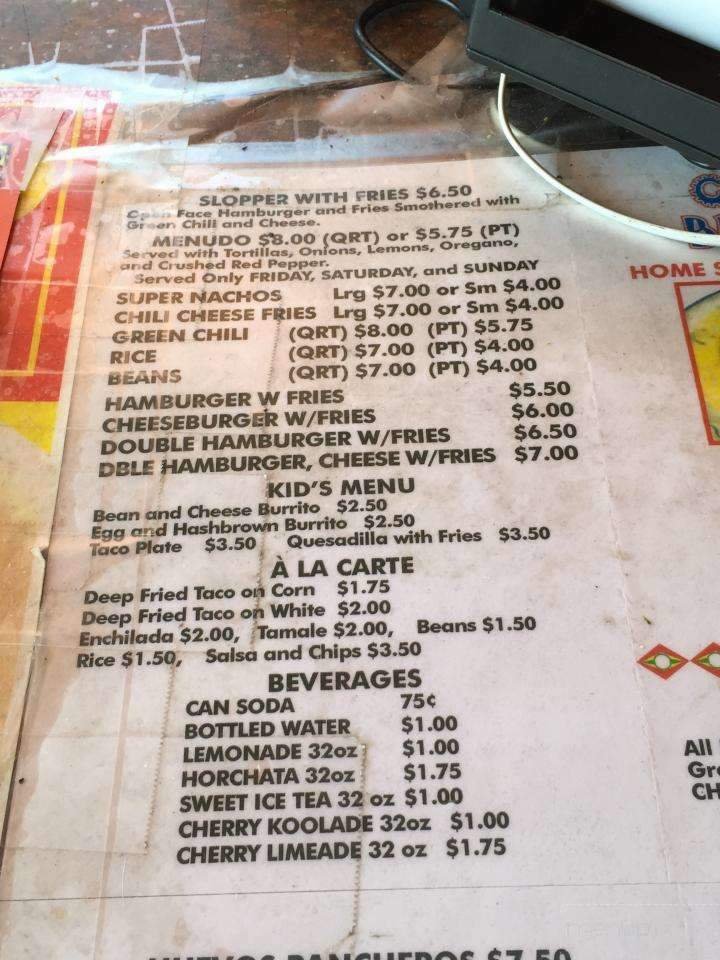 SLOPPER WITH FRIES $6.50
Open Face Hamburger and Fries Smothered with
Green Chili and Cheese.
MENUDO $8.00 (QRT) or $5.75 (PT)
Served with Tortillas, Onions, Lemons, Oregano,
and Crushed Red Pepper.
Served Only FRIDAY, SATURDAY, and SUNDAY
SUPER NACHOS Lrg $7.00 or Sm $4.00
CHILI CHEESE FRIES Lrg $7.00 or Sm $4.00
GREEN CHILI (QRT) $8.00 (PT) $5.75
RICE (QRT) $7.00 (PT) $4.00
BEANS (QRT) $7.00 (PT) $4.00
HAMBURGER W FRIES $5.50
CHEESEBURGER W/FRIES $6.00
DOUBLE HAMBURGER W/FRIES $6.50
DBLE HAMBURGER, CHEESE W/FRIES $7.00
KID'S MENU
Bean and Cheese Burrito $2.50
Egg and Hashbrown Burrito $2.50
Taco Plate $3.50 Quesadilla with Fries $3.50
À LA CARTE
Deep Fried Taco on Corn $1.75
Deep Fried Taco on White $2.00
Enchilada $2.00, Tamale $2.00, Beans $1.50
Rice $1.50, Salsa and Chips $3.50
BEVERAGES
CAN SODA 75¢
BOTTLED WATER $1.00
LEMONADE 32oz $1.00
HORCHATA 32oz $1.75
SWEET ICE TEA 32 oz $1.00
CHERRY KOOLADE 32oz $1.00
CHERRY LIMEADE 32 oz $1.75
HUEVOS RANCHEROS $7.50
HOME
All
CH